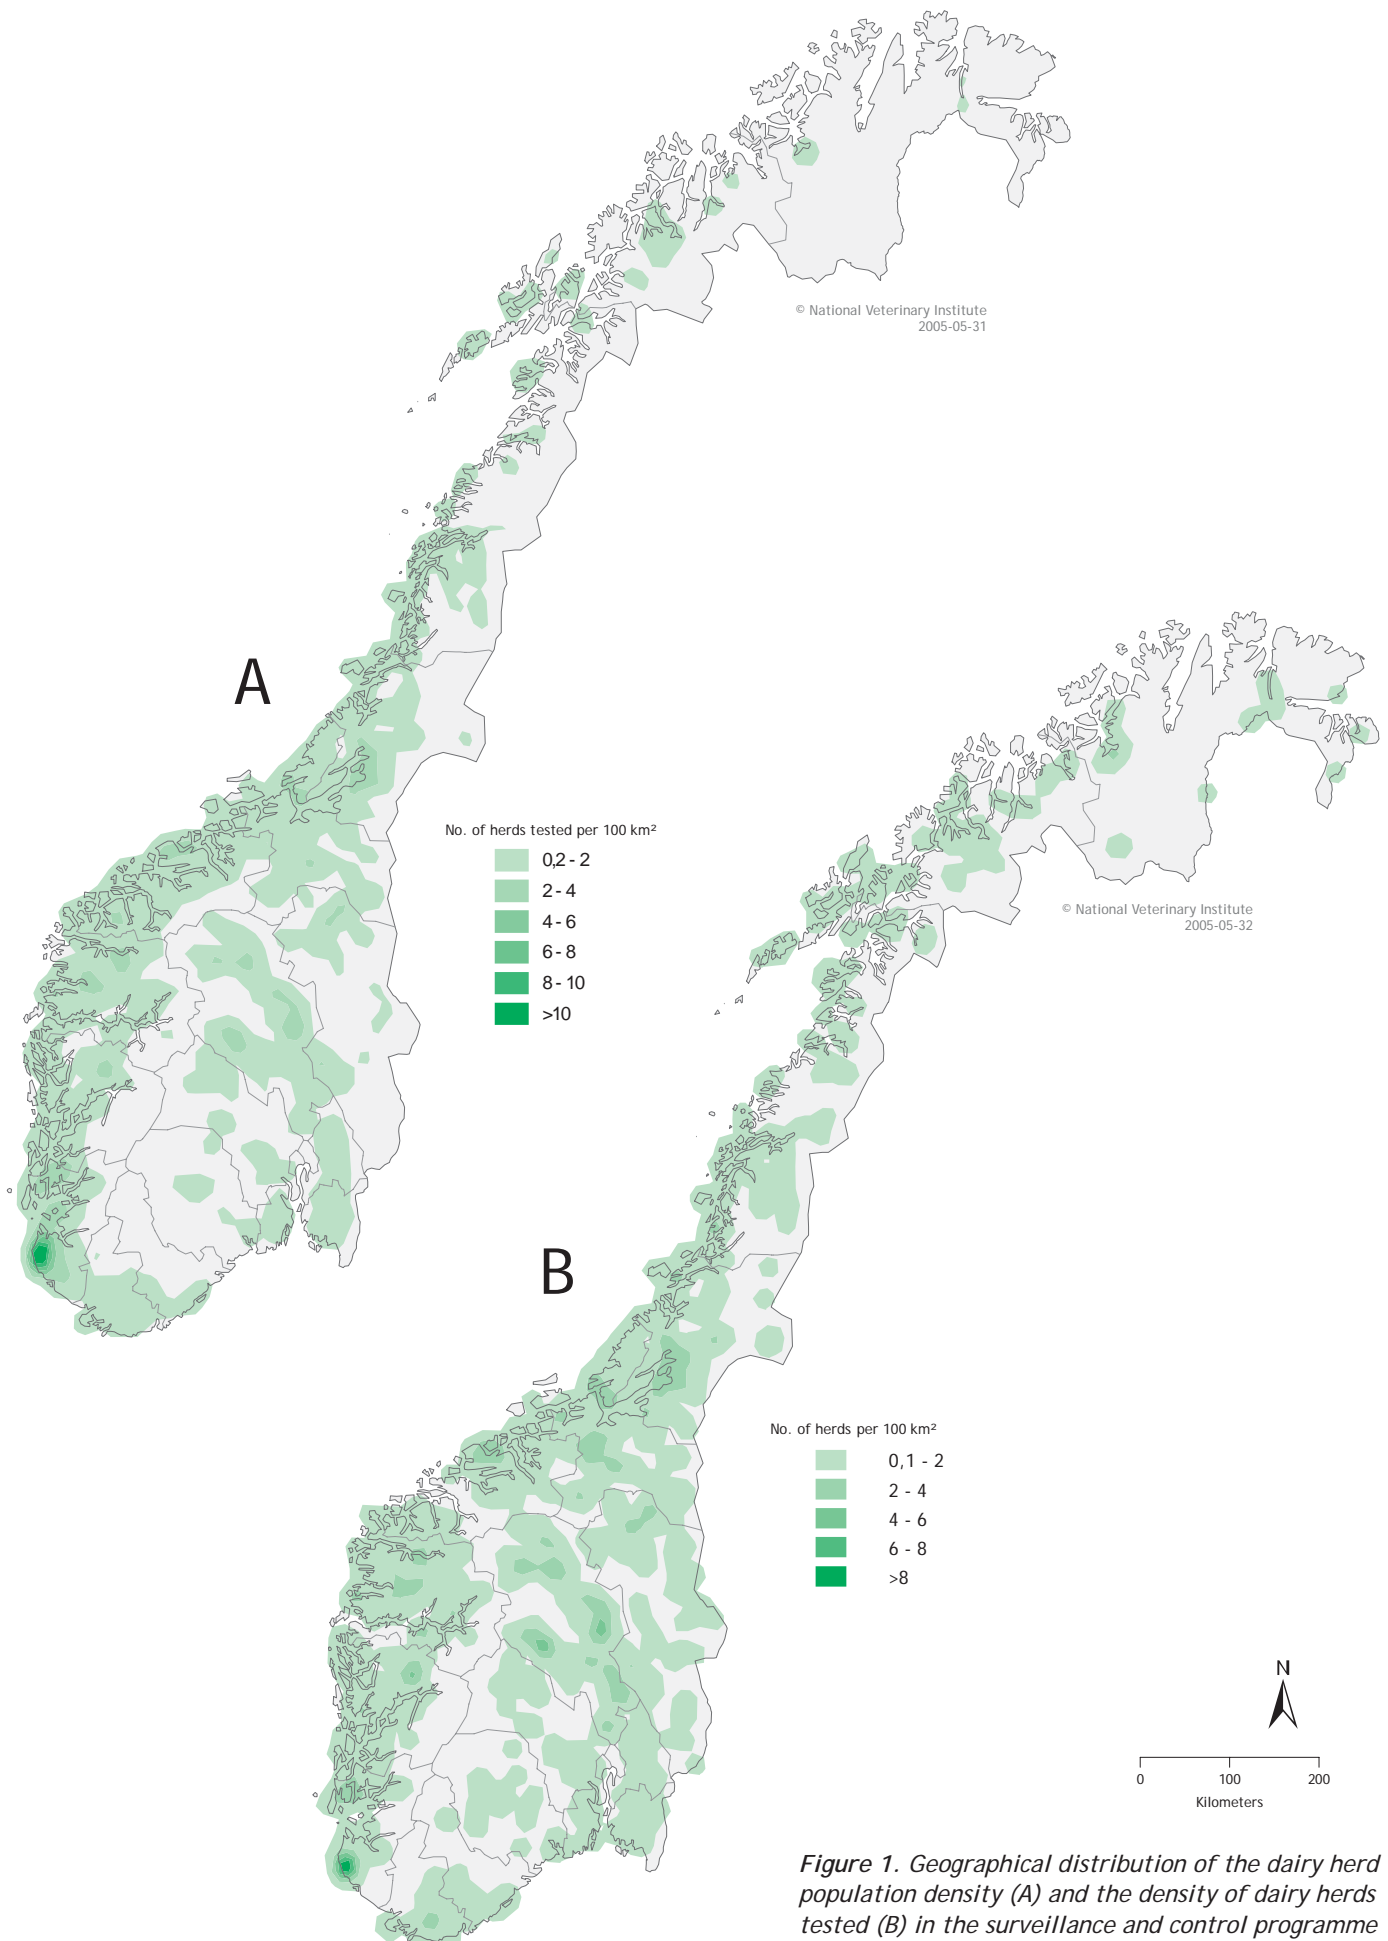 © National Veterinary Institute
2005-05-31
A
No. of herds tested per 100 km²
0,2 - 2
2 - 4
4 - 6
6 - 8
8 - 10
>10
© National Veterinary Institute
2005-05-32
B
No. of herds per 100 km²
0,1 - 2
2 - 4
4 - 6
6 - 8
>8
N
0 100 200
Kilometers
Figure 1. Geographical distribution of the dairy herd
population density (A) and the density of dairy herds
tested (B) in the surveillance and control programme